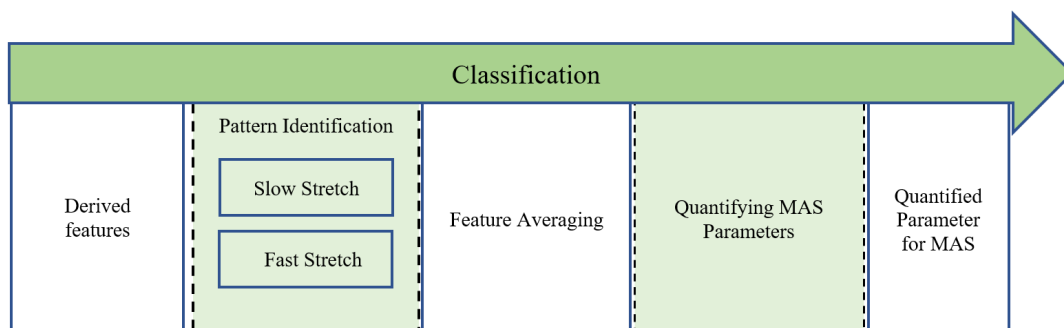 Classification
Derived
features
Pattern Identification
Slow Stretch
Fast Stretch
Feature Averaging
Quantifying MAS
Parameters
Quantified
Parameter
for MAS